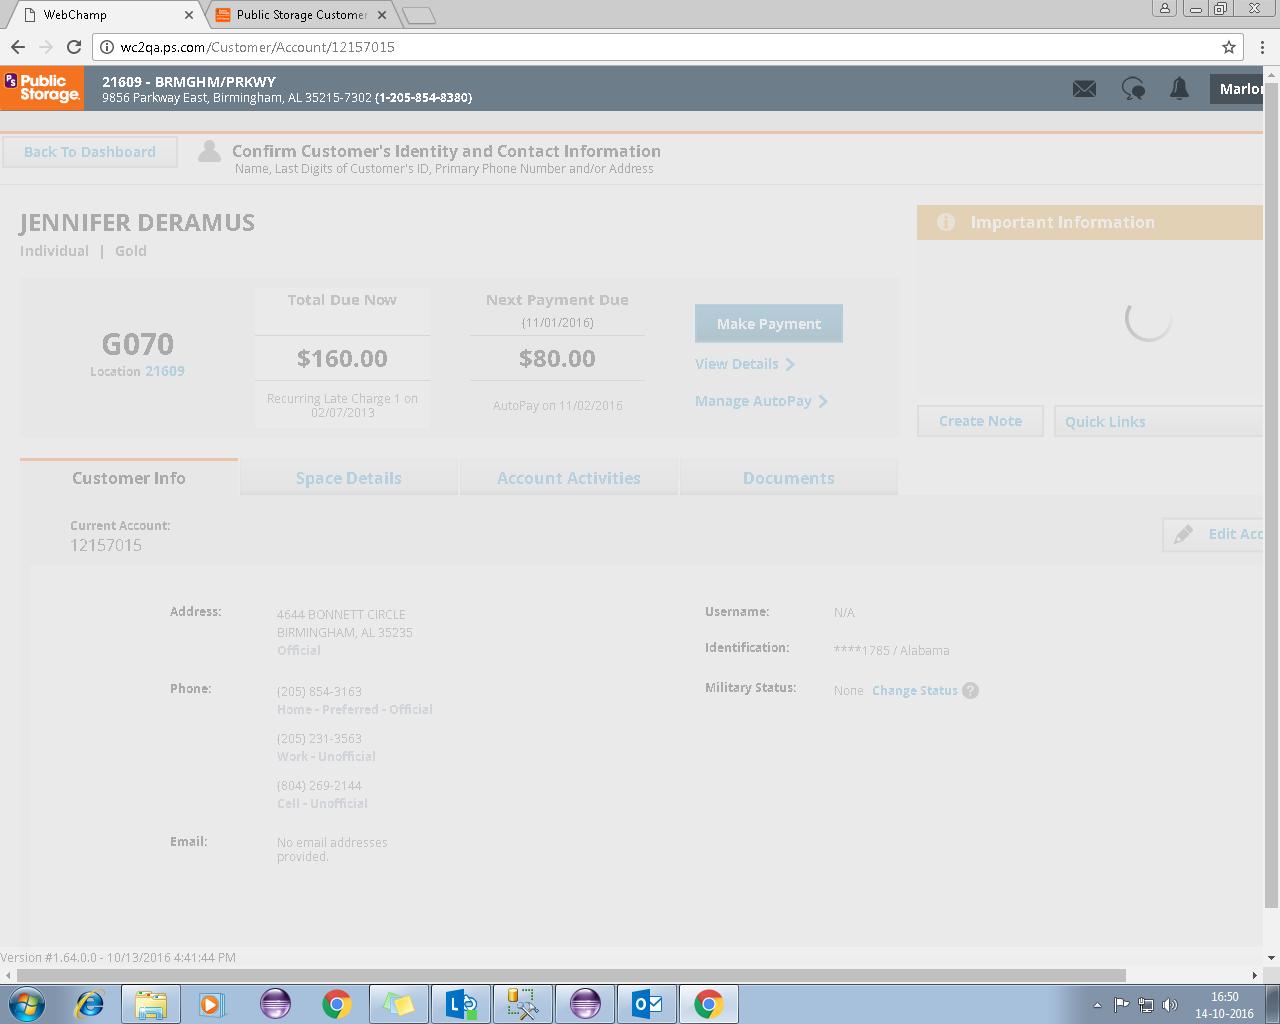 WebChamp
Public Storage Customer
wc2qa.ps.com/Customer/Account/12157015
PS Public Storage.
21609 - BRMGHM/PRKWY
9856 Parkway East, Birmingham, AL 35215-7302 (1-205-854-8380)
Marlo
Back To Dashboard
Confirm Customer's Identity and Contact Information
Name, Last Digits of Customer's ID, Primary Phone Number and/or Address
JENNIFER DERAMUS
Individual | Gold
Important Information
G070
Location 21609
Total Due Now
$160.00
Recurring Late Charge 1 on
02/07/2013
Next Payment Due
(11/01/2016)
$80.00
AutoPay on 11/02/2016
Make Payment
View Details
Manage AutoPay
Create Note
Quick Links
Customer Info
Space Details
Account Activities
Documents
Current Account:
12157015
Edit Acc
Address:
4644 BONNETT CIRCLE
BIRMINGHAM, AL 35235
Official
Phone:
(205) 854-3163
Home - Preferred - Official
(205) 231-3563
Work - Unofficial
(804) 269-2144
Cell - Unofficial
Email:
No email addresses
provided.
Username:
N/A
Identification:
****1785 / Alabama
Military Status:
None Change Status ?
Version #1.64.0.0 - 10/13/2016 4:41:44 PM
16:50
14-10-2016